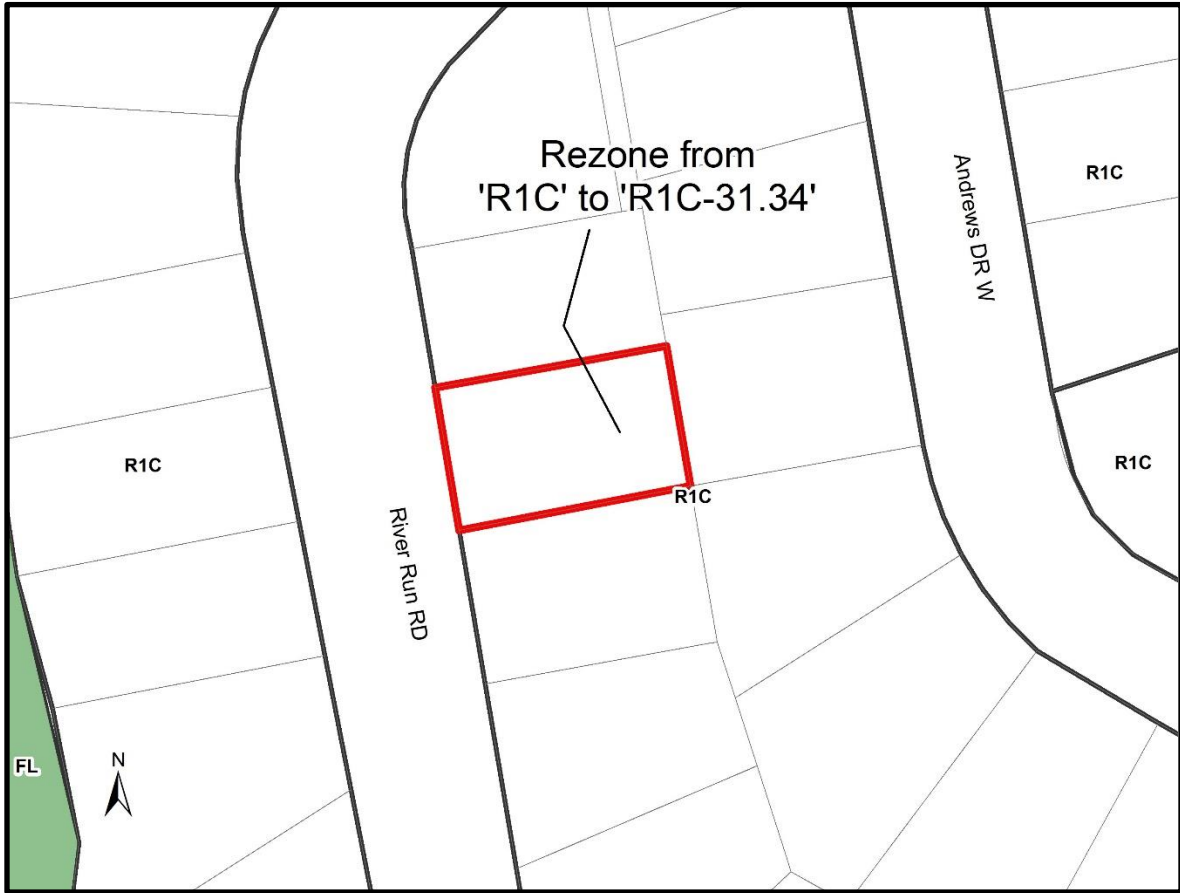 Rezone from
'R1C' to 'R1C-31.34'
R1C
Andrews DR W
R1C
R1C
R1C
River Run RD
FL
N